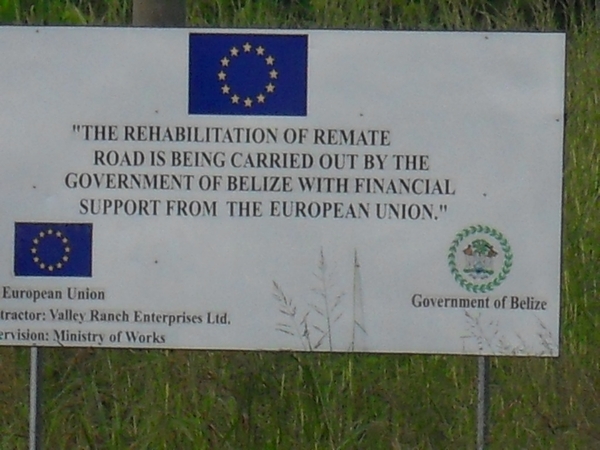 "THE REHABILITATION OF REMATE
ROAD IS BEING CARRIED OUT BY THE
GOVERNMENT OF BELIZE WITH FINANCIAL
SUPPORT FROM THE EUROPEAN UNION."
European Union
tractor: Valley Ranch Enterprises Ltd.
ervision: Ministry of Works
Government of Belize